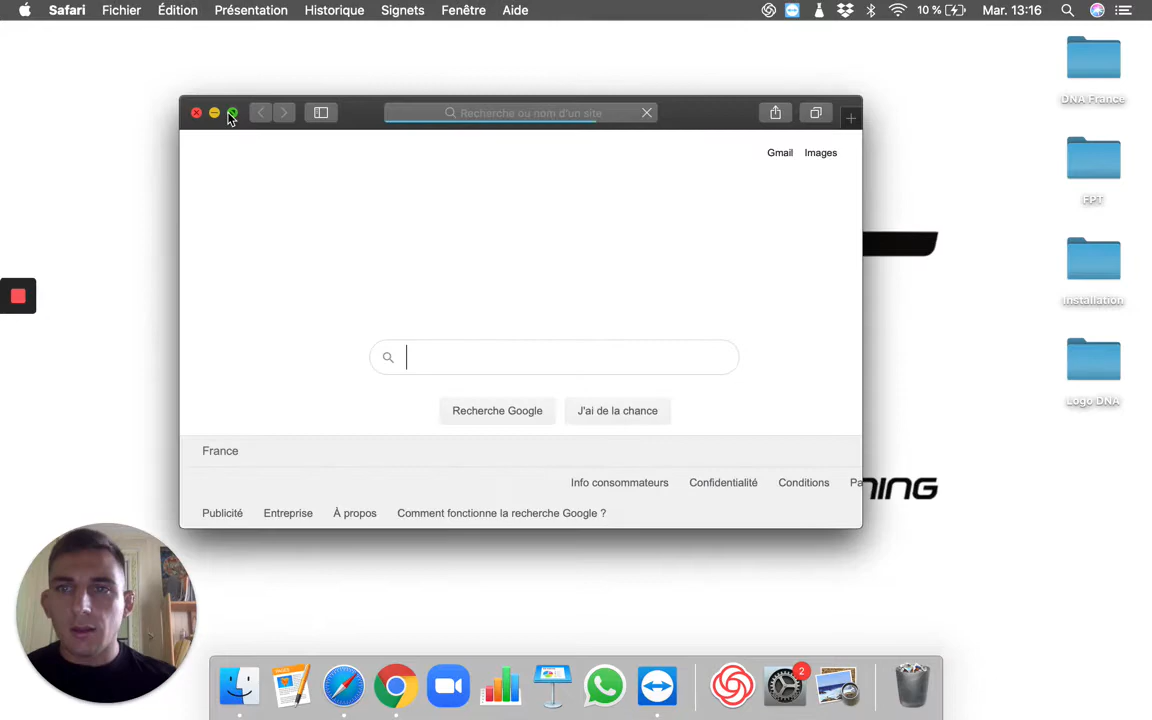 Safari Fichier Édition Présentation Historique Signets Fenêtre Aide 10 % Mar. 13:16
Recherche ou nom d'un site
Gmail Images
Recherche Google J'ai de la chance
France
Info consommateurs Confidentialité Conditions Pa
Publicité Entreprise À propos Comment fonctionne la recherche Google ?
DNA France
FPT
Installation
Logo DNA
NING
2